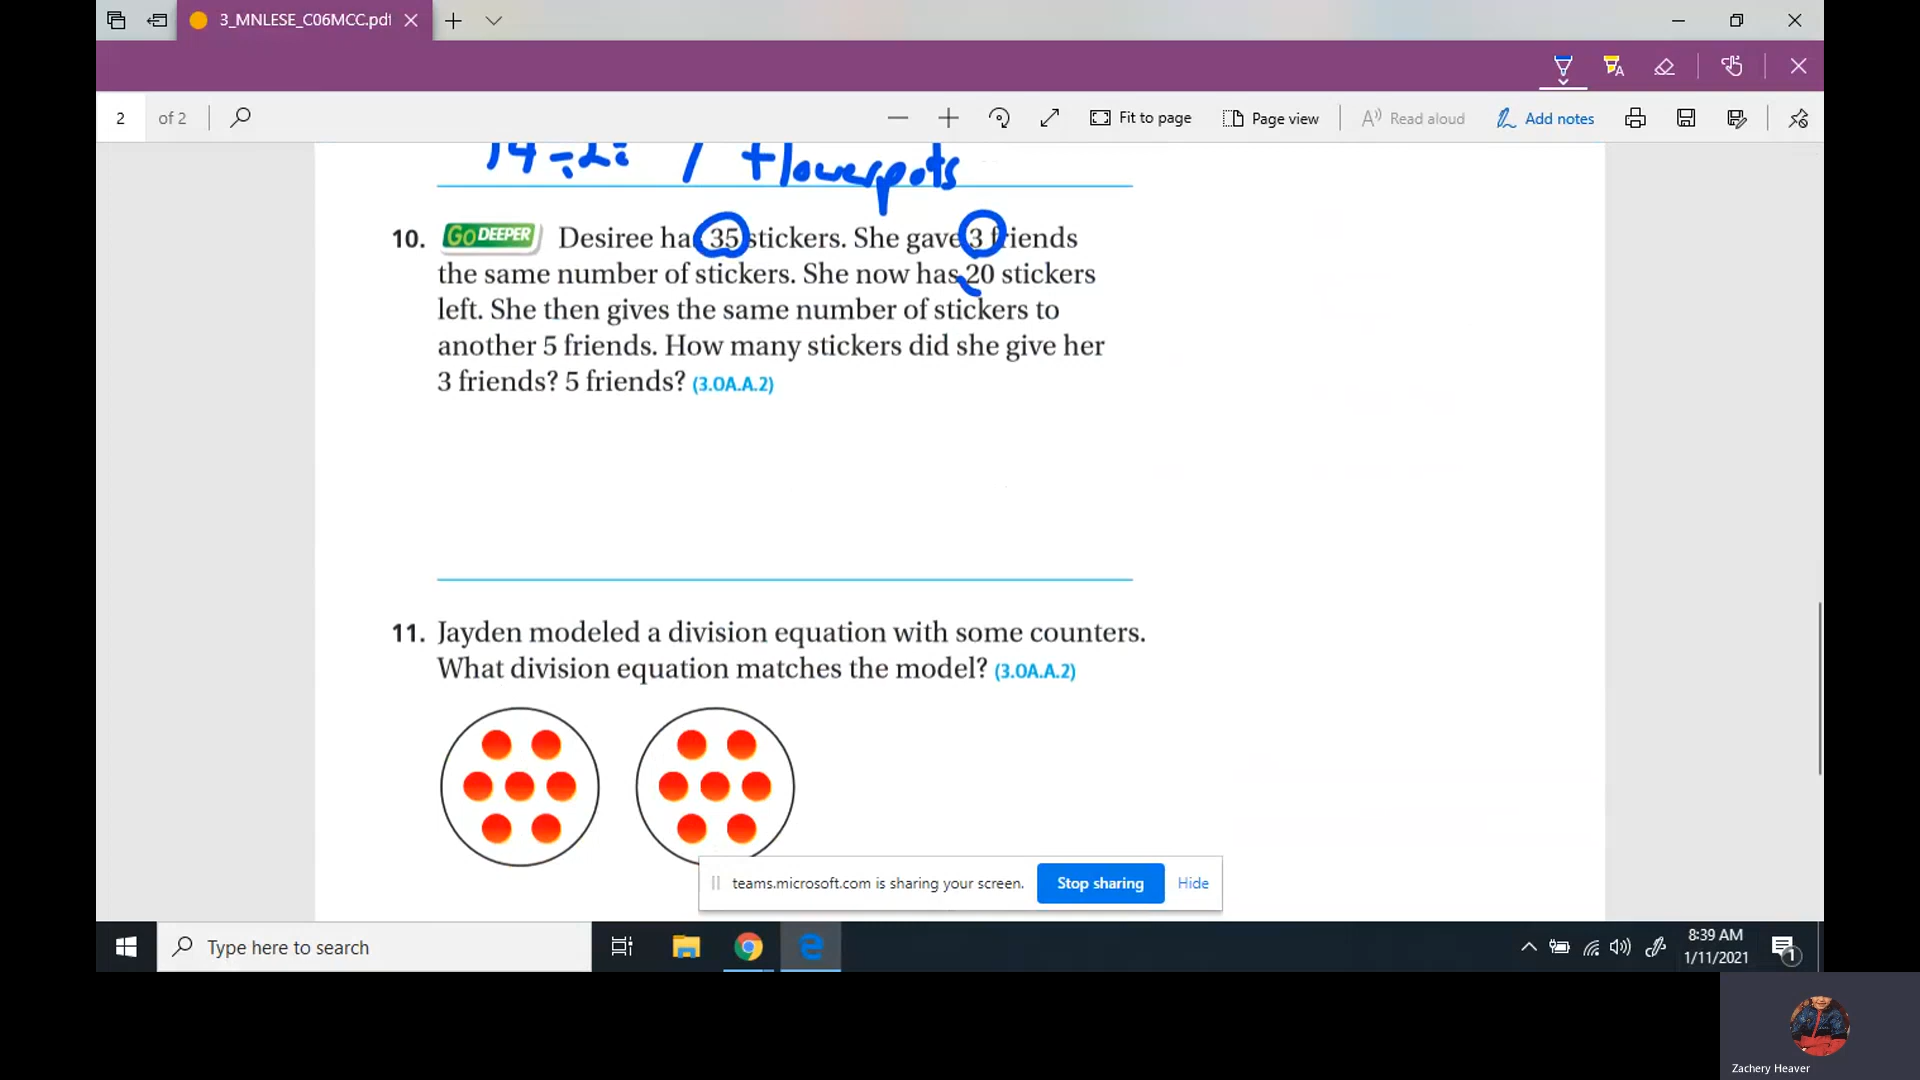 3_MNLESE_C06MCC.pdf
2 of 2
Fit to page
Page view
Read aloud
Add notes
14÷2= 7 flowerpots
10. GO DEEPER Desiree has 35 stickers. She gave 3 friends
the same number of stickers. She now has 20 stickers
left. She then gives the same number of stickers to
another 5 friends. How many stickers did she give her
3 friends? 5 friends? (3.OA.A.2)
11. Jayden modeled a division equation with some counters.
What division equation matches the model? (3.OA.A.2)
teams.microsoft.com is sharing your screen.
Stop sharing
Hide
Type here to search
8:39 AM
1/11/2021
1
Zachery Heaver